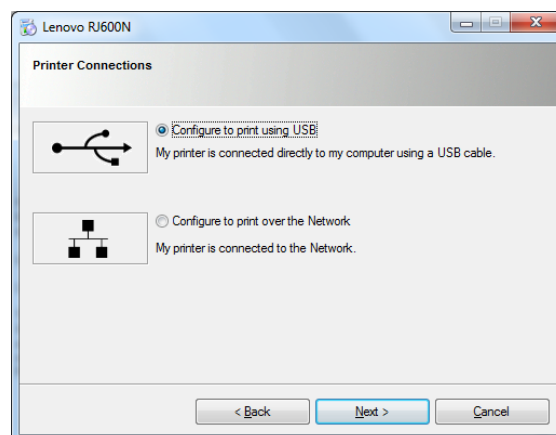 Lenovo RJ600N
Printer Connections
Configure to print using USB
My printer is connected directly to my computer using a USB cable.
Configure to print over the Network
My printer is connected to the Network.
< Back
Next >
Cancel